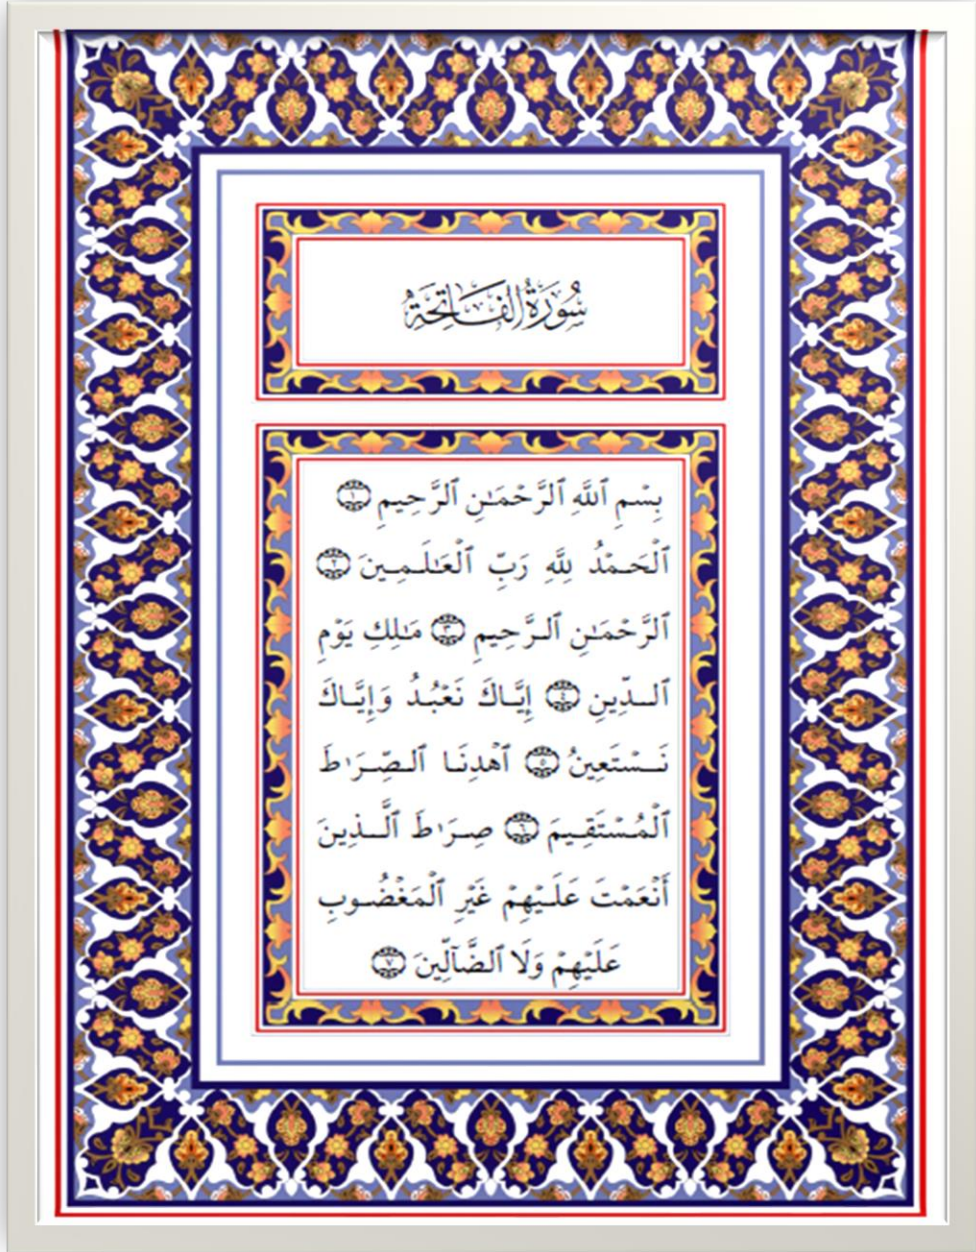 سُورَةُ الفَاتِحَةِ
بِسْمِ ٱللَّهِ ٱلرَّحْمَـٰنِ ٱلرَّحِيمِ ١
ٱلْحَمْدُ لِلَّهِ رَبِّ ٱلْعَـٰلَمِينَ ٢
ٱلرَّحْمَـٰنِ ٱلرَّحِيمِ ٣ مَـٰلِكِ يَوْمِ
ٱلدِّينِ ٤ إِيَّاكَ نَعْبُدُ وَإِيَّاكَ
نَسْتَعِينُ ٥ ٱهْدِنَا ٱلصِّرَٰطَ
ٱلْمُسْتَقِيمَ ٦ صِرَٰطَ ٱلَّذِينَ
أَنْعَمْتَ عَلَيْهِمْ غَيْرِ ٱلْمَغْضُوبِ
عَلَيْهِمْ وَلَا ٱلضَّآلِّينَ ٧